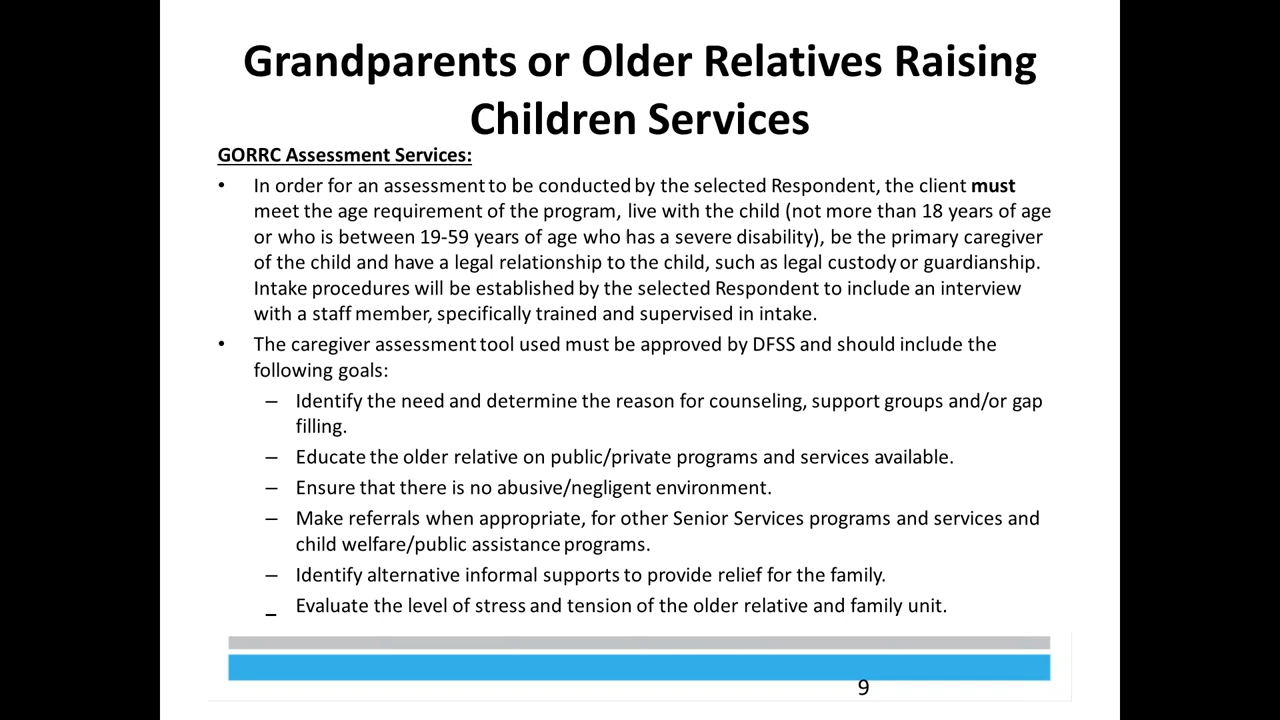 Grandparents or Older Relatives Raising
Children Services
GORRC Assessment Services:
• In order for an assessment to be conducted by the selected Respondent, the client must
meet the age requirement of the program, live with the child (not more than 18 years of age
or who is between 19-59 years of age who has a severe disability), be the primary caregiver
of the child and have a legal relationship to the child, such as legal custody or guardianship.
Intake procedures will be established by the selected Respondent to include an interview
with a staff member, specifically trained and supervised in intake.
• The caregiver assessment tool used must be approved by DFSS and should include the
following goals:
– Identify the need and determine the reason for counseling, support groups and/or gap
filling.
– Educate the older relative on public/private programs and services available.
– Ensure that there is no abusive/negligent environment.
– Make referrals when appropriate, for other Senior Services programs and services and
child welfare/public assistance programs.
– Identify alternative informal supports to provide relief for the family.
_ Evaluate the level of stress and tension of the older relative and family unit.
9